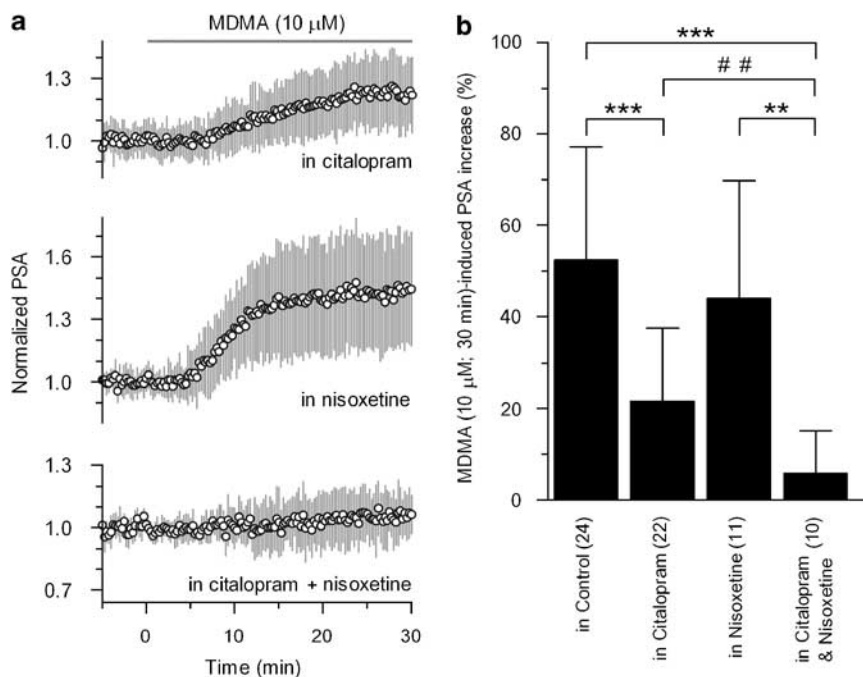 a
MDMA (10 μM)
1.3
1.0
in citalopram
Normalized PSA
1.6
1.3
1.0
in nisoxetine
1.3
1.0
0.7
in citalopram + nisoxetine
0
10
20
30
Time (min)
b
MDMA (10 μM; 30 min)-induced PSA increase (%)
100
80
60
40
20
0
***
# #
***
**
in Control (24)
in Citalopram (22)
in Nisoxetine (11)
in Citalopram (10)
& Nisoxetine